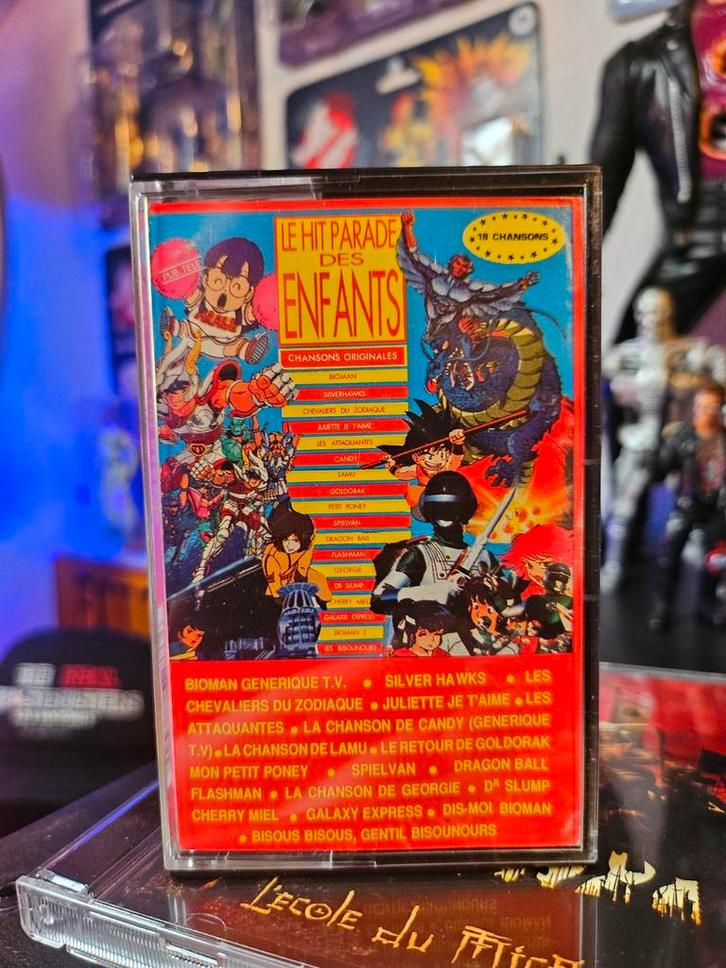 LE HIT PARADE
DES
ENFANTS
18 CHANSONS
PUB TELE
CHANSONS ORIGINALES
BIOMAN
SILVERHAWKS
CHEVALIERS DU ZODIAQUE
JULIETTE JE T'AIME
LES ATTAQUANTES
CANDY
LAMU
GOLDORAK
PETIT PONEY
SPIELVAN
DRAGON BALL
FLASHMAN
GEORGIE
DR SLUMP
CHERRY MIEL
GALAXIE EXPRESS
BIOMAN 2
LES BISOUNOURS
BIOMAN GENERIQUE T.V. • SILVER HAWKS • LES
CHEVALIERS DU ZODIAQUE • JULIETTE JE T'AIME • LES
ATTAQUANTES • LA CHANSON DE CANDY (GENERIQUE
T.V) • LA CHANSON DE LAMU • LE RETOUR DE GOLDORAK
MON PETIT PONEY • SPIELVAN • DRAGON BALL
FLASHMAN • LA CHANSON DE GEORGIE • DR SLUMP
CHERRY MIEL • GALAXY EXPRESS • DIS-MOI BIOMAN
• BISOUS BISOUS, GENTIL BISOUNOURS
L'ECOLE du